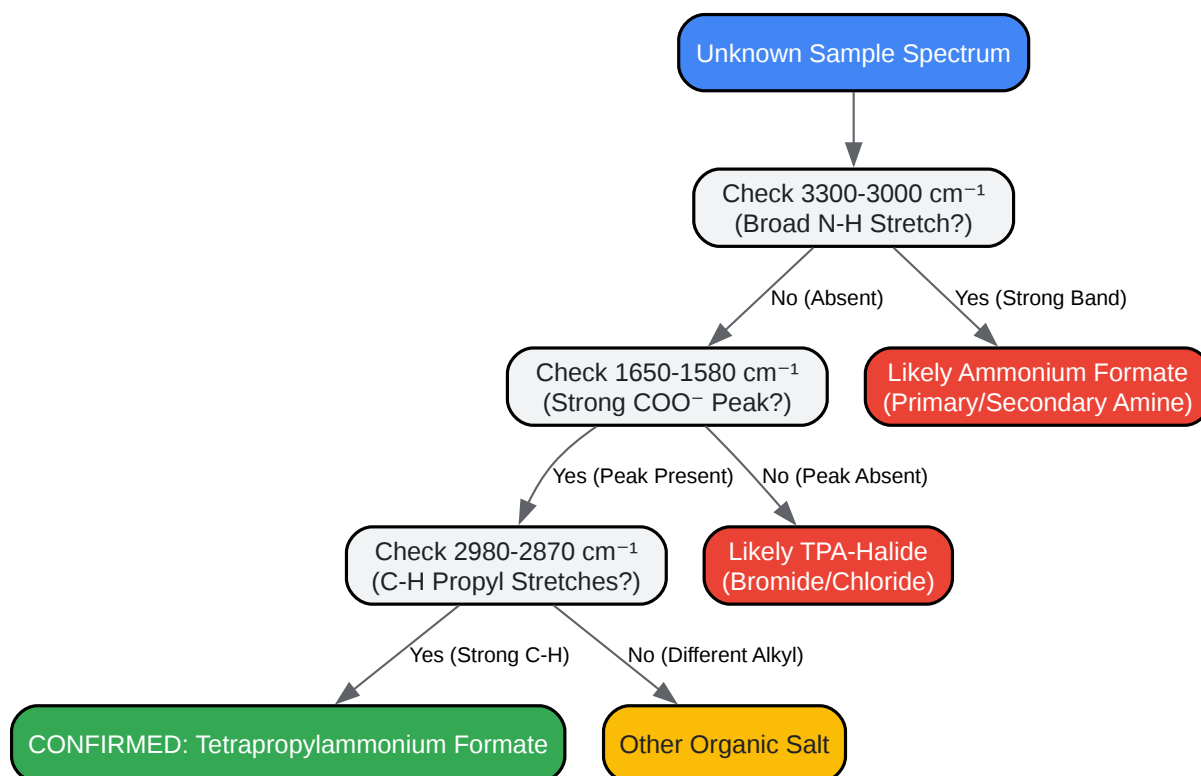 Unknown Sample Spectrum
Check 3300-3000 cm⁻¹
(Broad N-H Stretch?)
No (Absent)
Yes (Strong Band)
Check 1650-1580 cm⁻¹
(Strong COO⁻ Peak?)
Likely Ammonium Formate
(Primary/Secondary Amine)
Yes (Peak Present)
No (Peak Absent)
Check 2980-2870 cm⁻¹
(C-H Propyl Stretches?)
Likely TPA-Halide
(Bromide/Chloride)
Yes (Strong C-H)
No (Different Alkyl)
CONFIRMED: Tetrapropylammonium Formate
Other Organic Salt